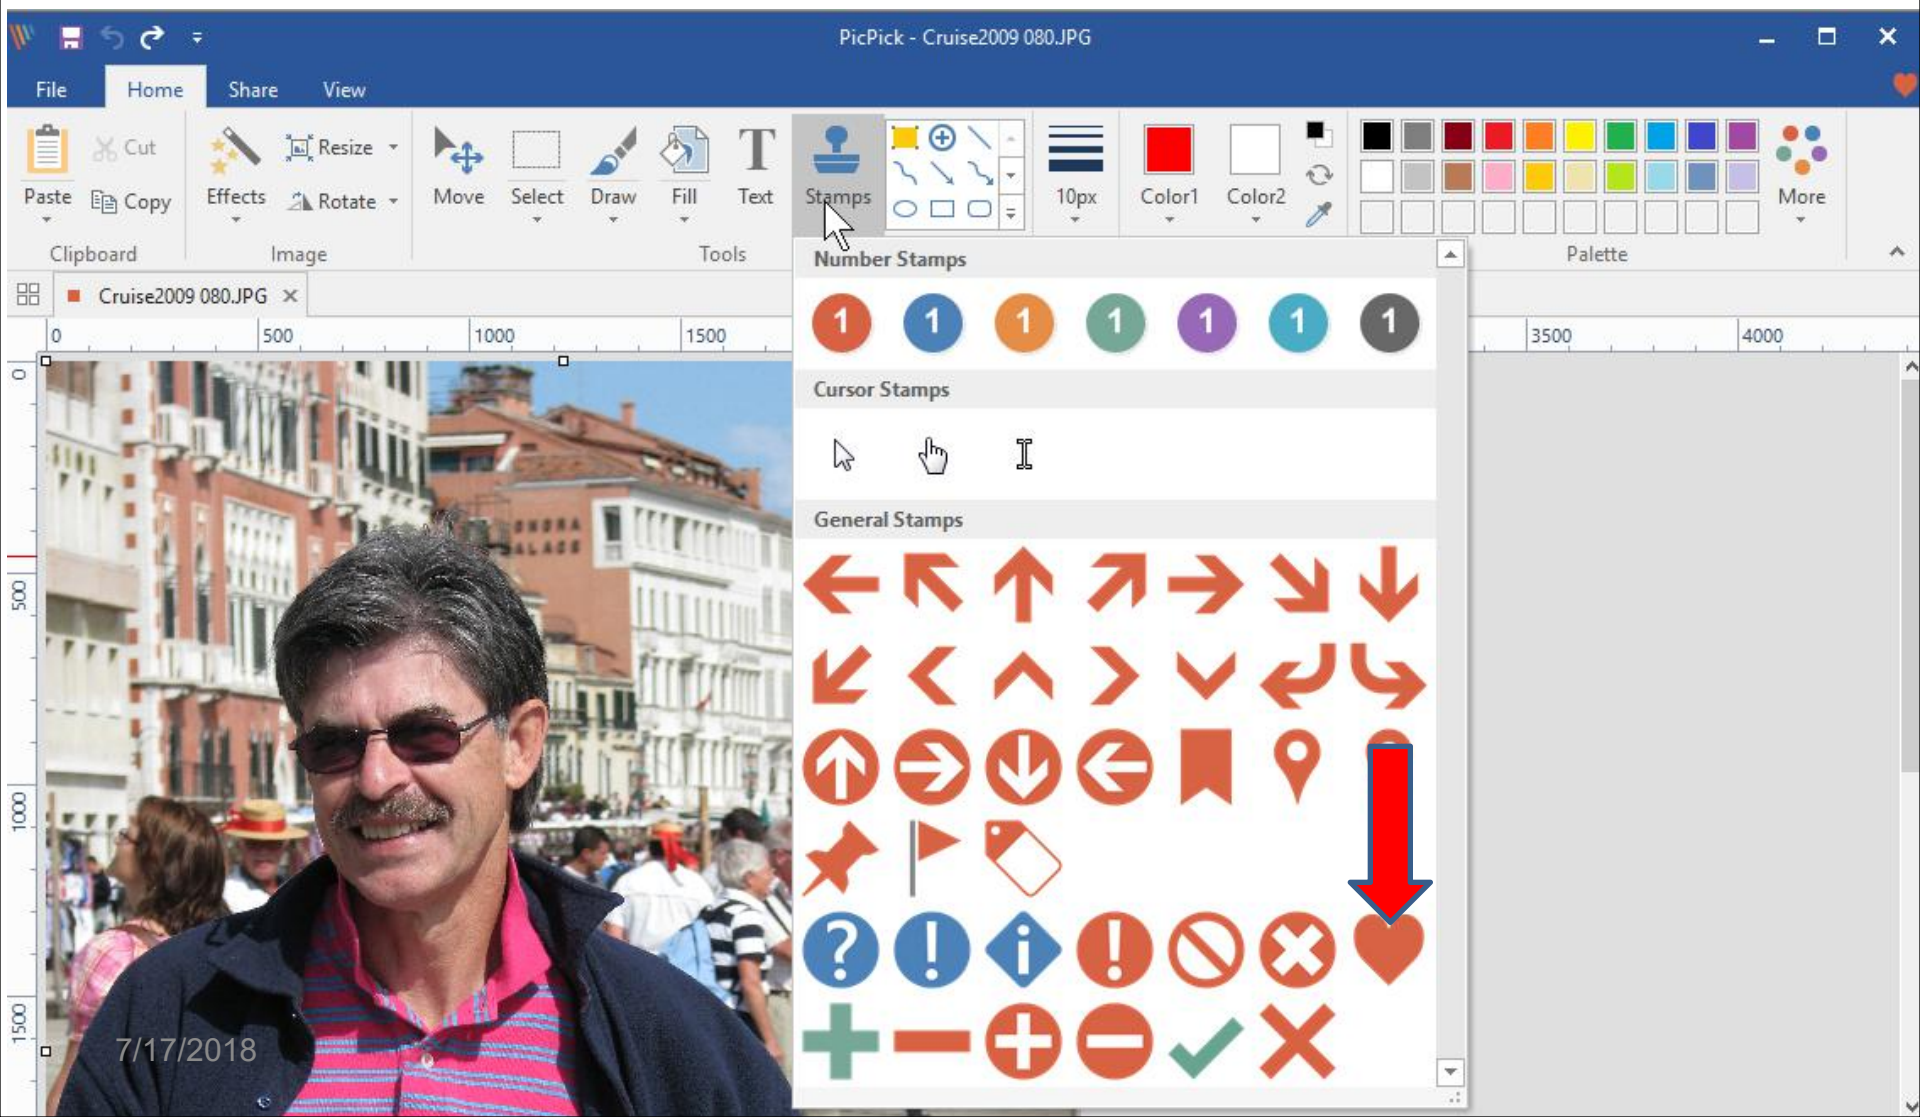 PicPick - Cruise2009 080.JPG
File Home Share View
Paste
Cut
Copy
Clipboard
Effects
Resize
Rotate
Image
Move
Select
Draw
Fill
Text
Stamps
Tools
10px
Color1
Color2
More
Palette
Cruise2009 080.JPG
0 500 1000 1500 3500 4000
0
500
1000
1500
Number Stamps
1 1 1 1 1 1 1
Cursor Stamps
General Stamps
? ! i !
7/17/2018